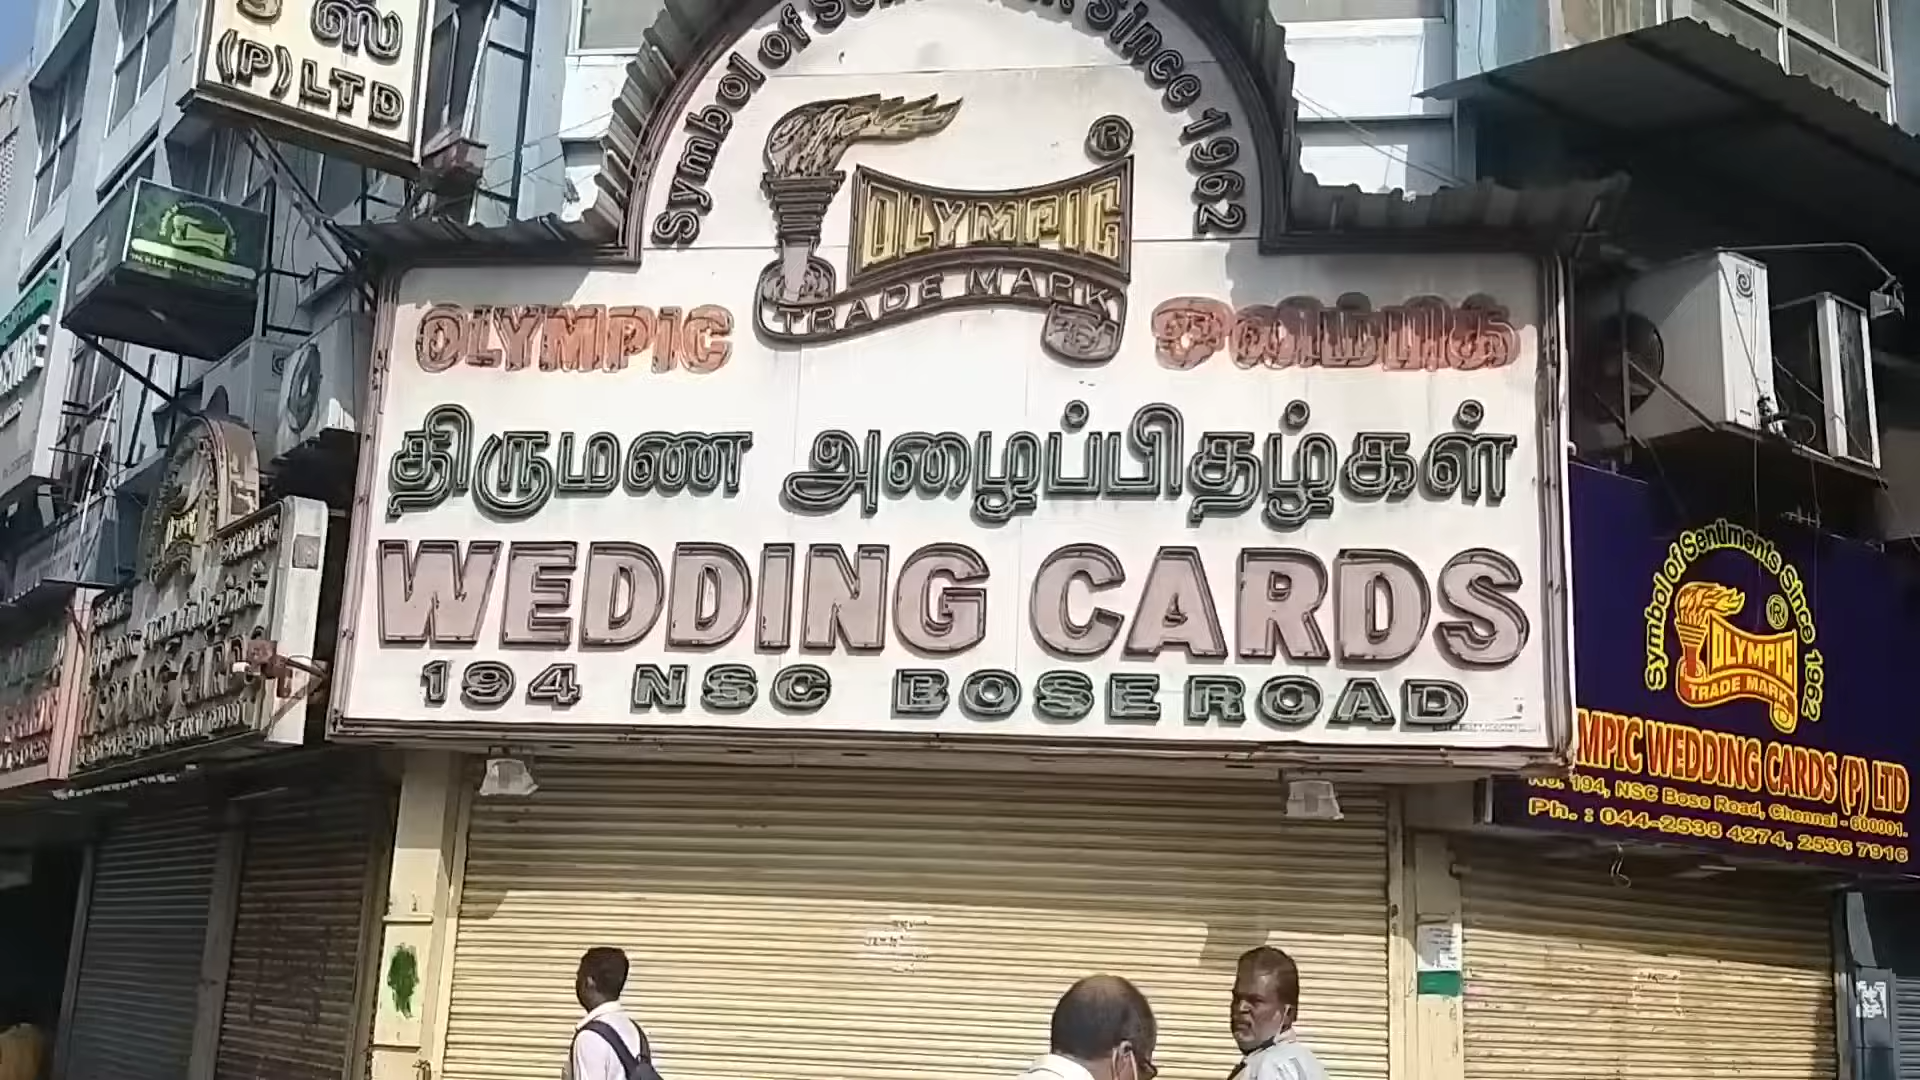 ஸ்
(P) LTD
Symbol of Sentiments Since 1962
®
OLYMPIC
TRADE MARK
OLYMPIC ஒலிம்பிக்
திருமண அழைப்பிதழ்கள்
WEDDING CARDS
194 NSC BOSE ROAD
Symbol of Sentiments Since 1962
®
OLYMPIC
TRADE MARK
MPIC WEDDING CARDS (P) LTD
No. 194, NSC Bose Road, Chennai - 600001.
Ph. : 044-2538 4274, 2536 7916